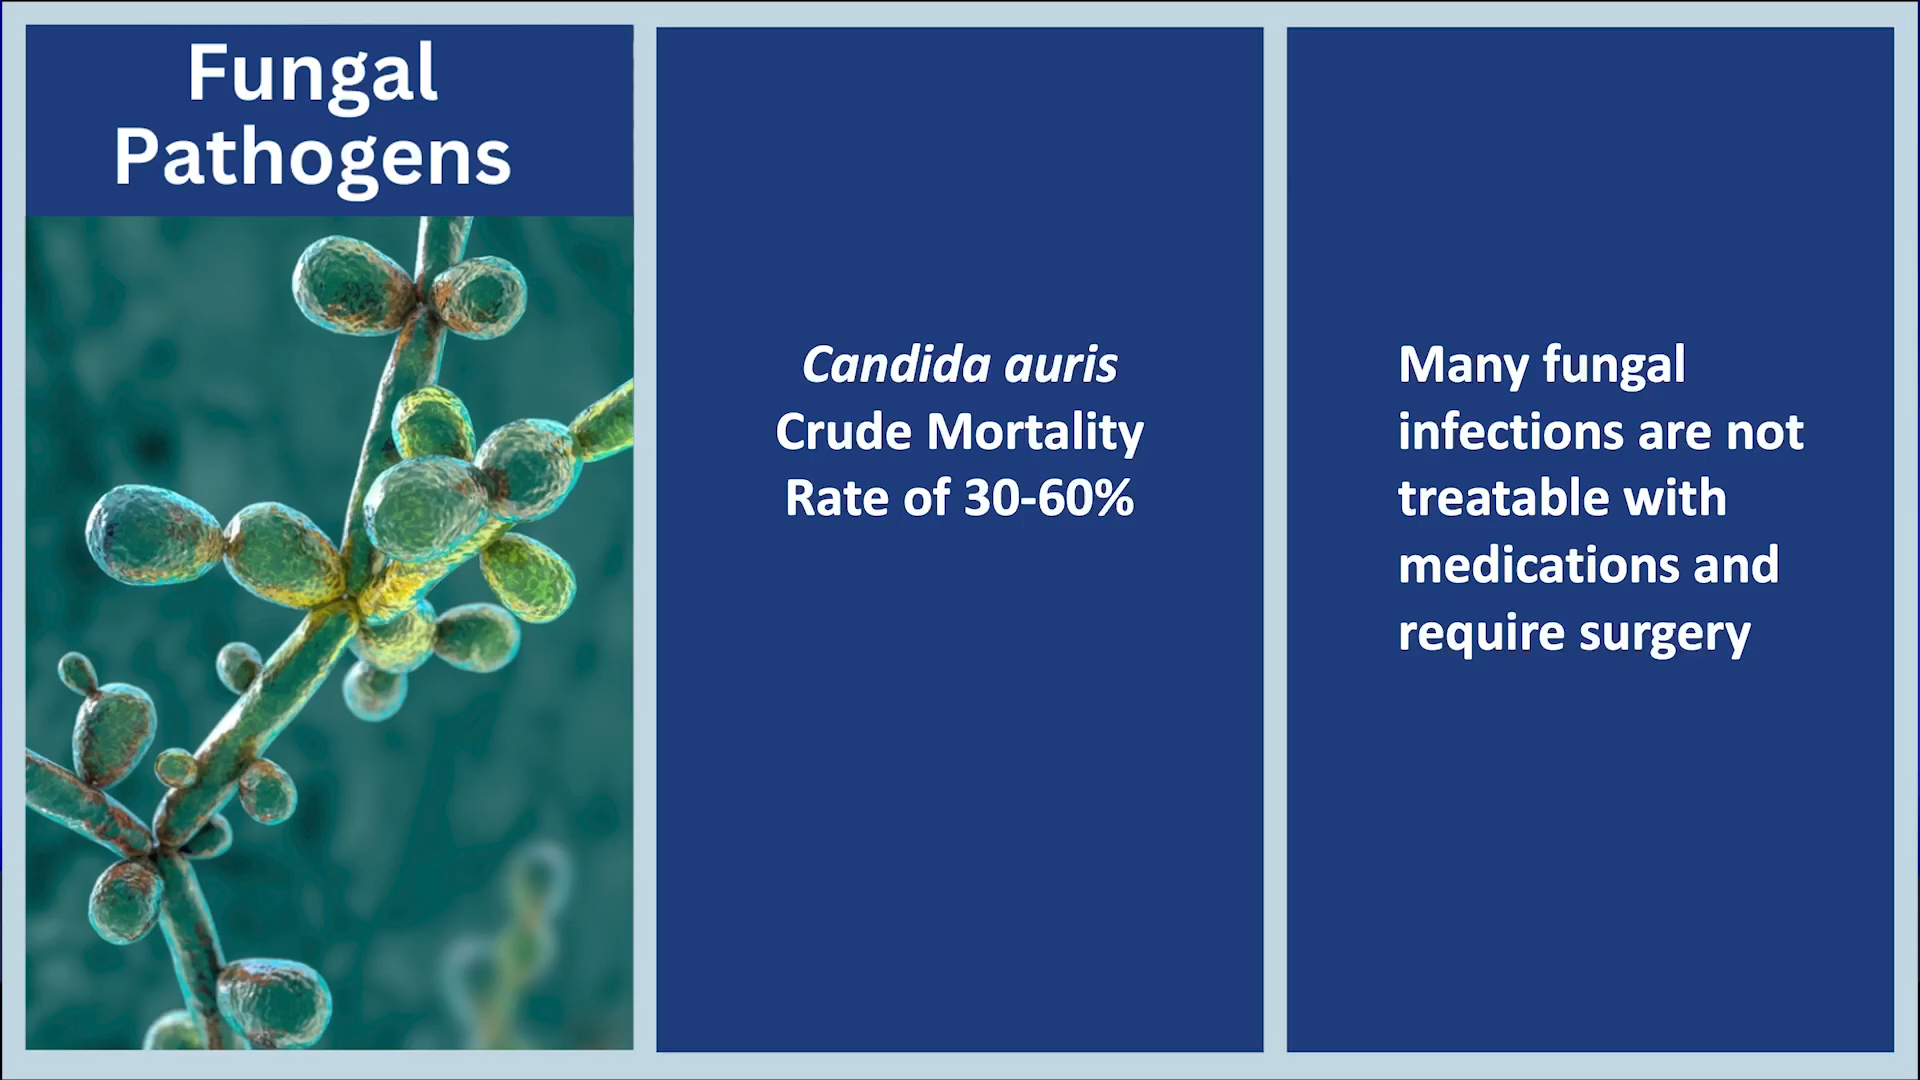 Fungal
Pathogens
Candida auris
Crude Mortality
Rate of 30-60%
Many fungal
infections are not
treatable with
medications and
require surgery